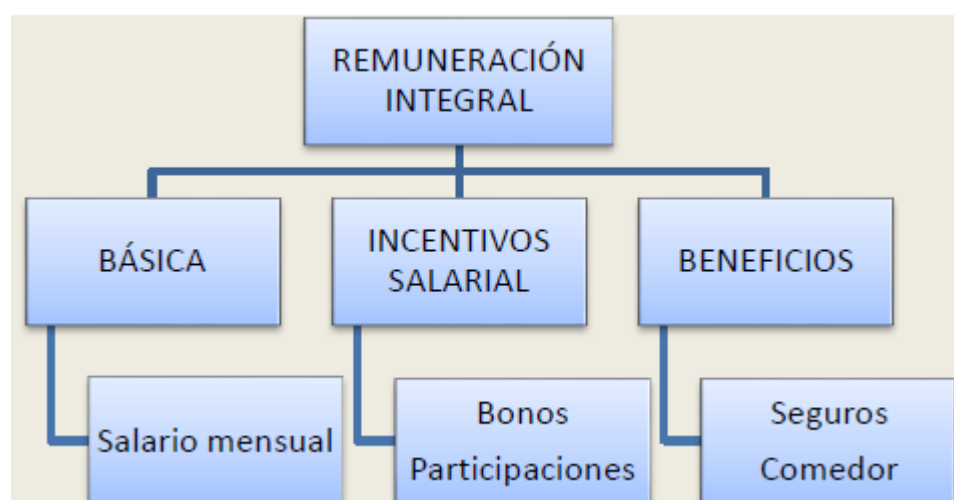 REMUNERACIÓN
INTEGRAL
BÁSICA
INCENTIVOS
SALARIAL
BENEFICIOS
Salario mensual
Bonos
Participaciones
Seguros
Comedor